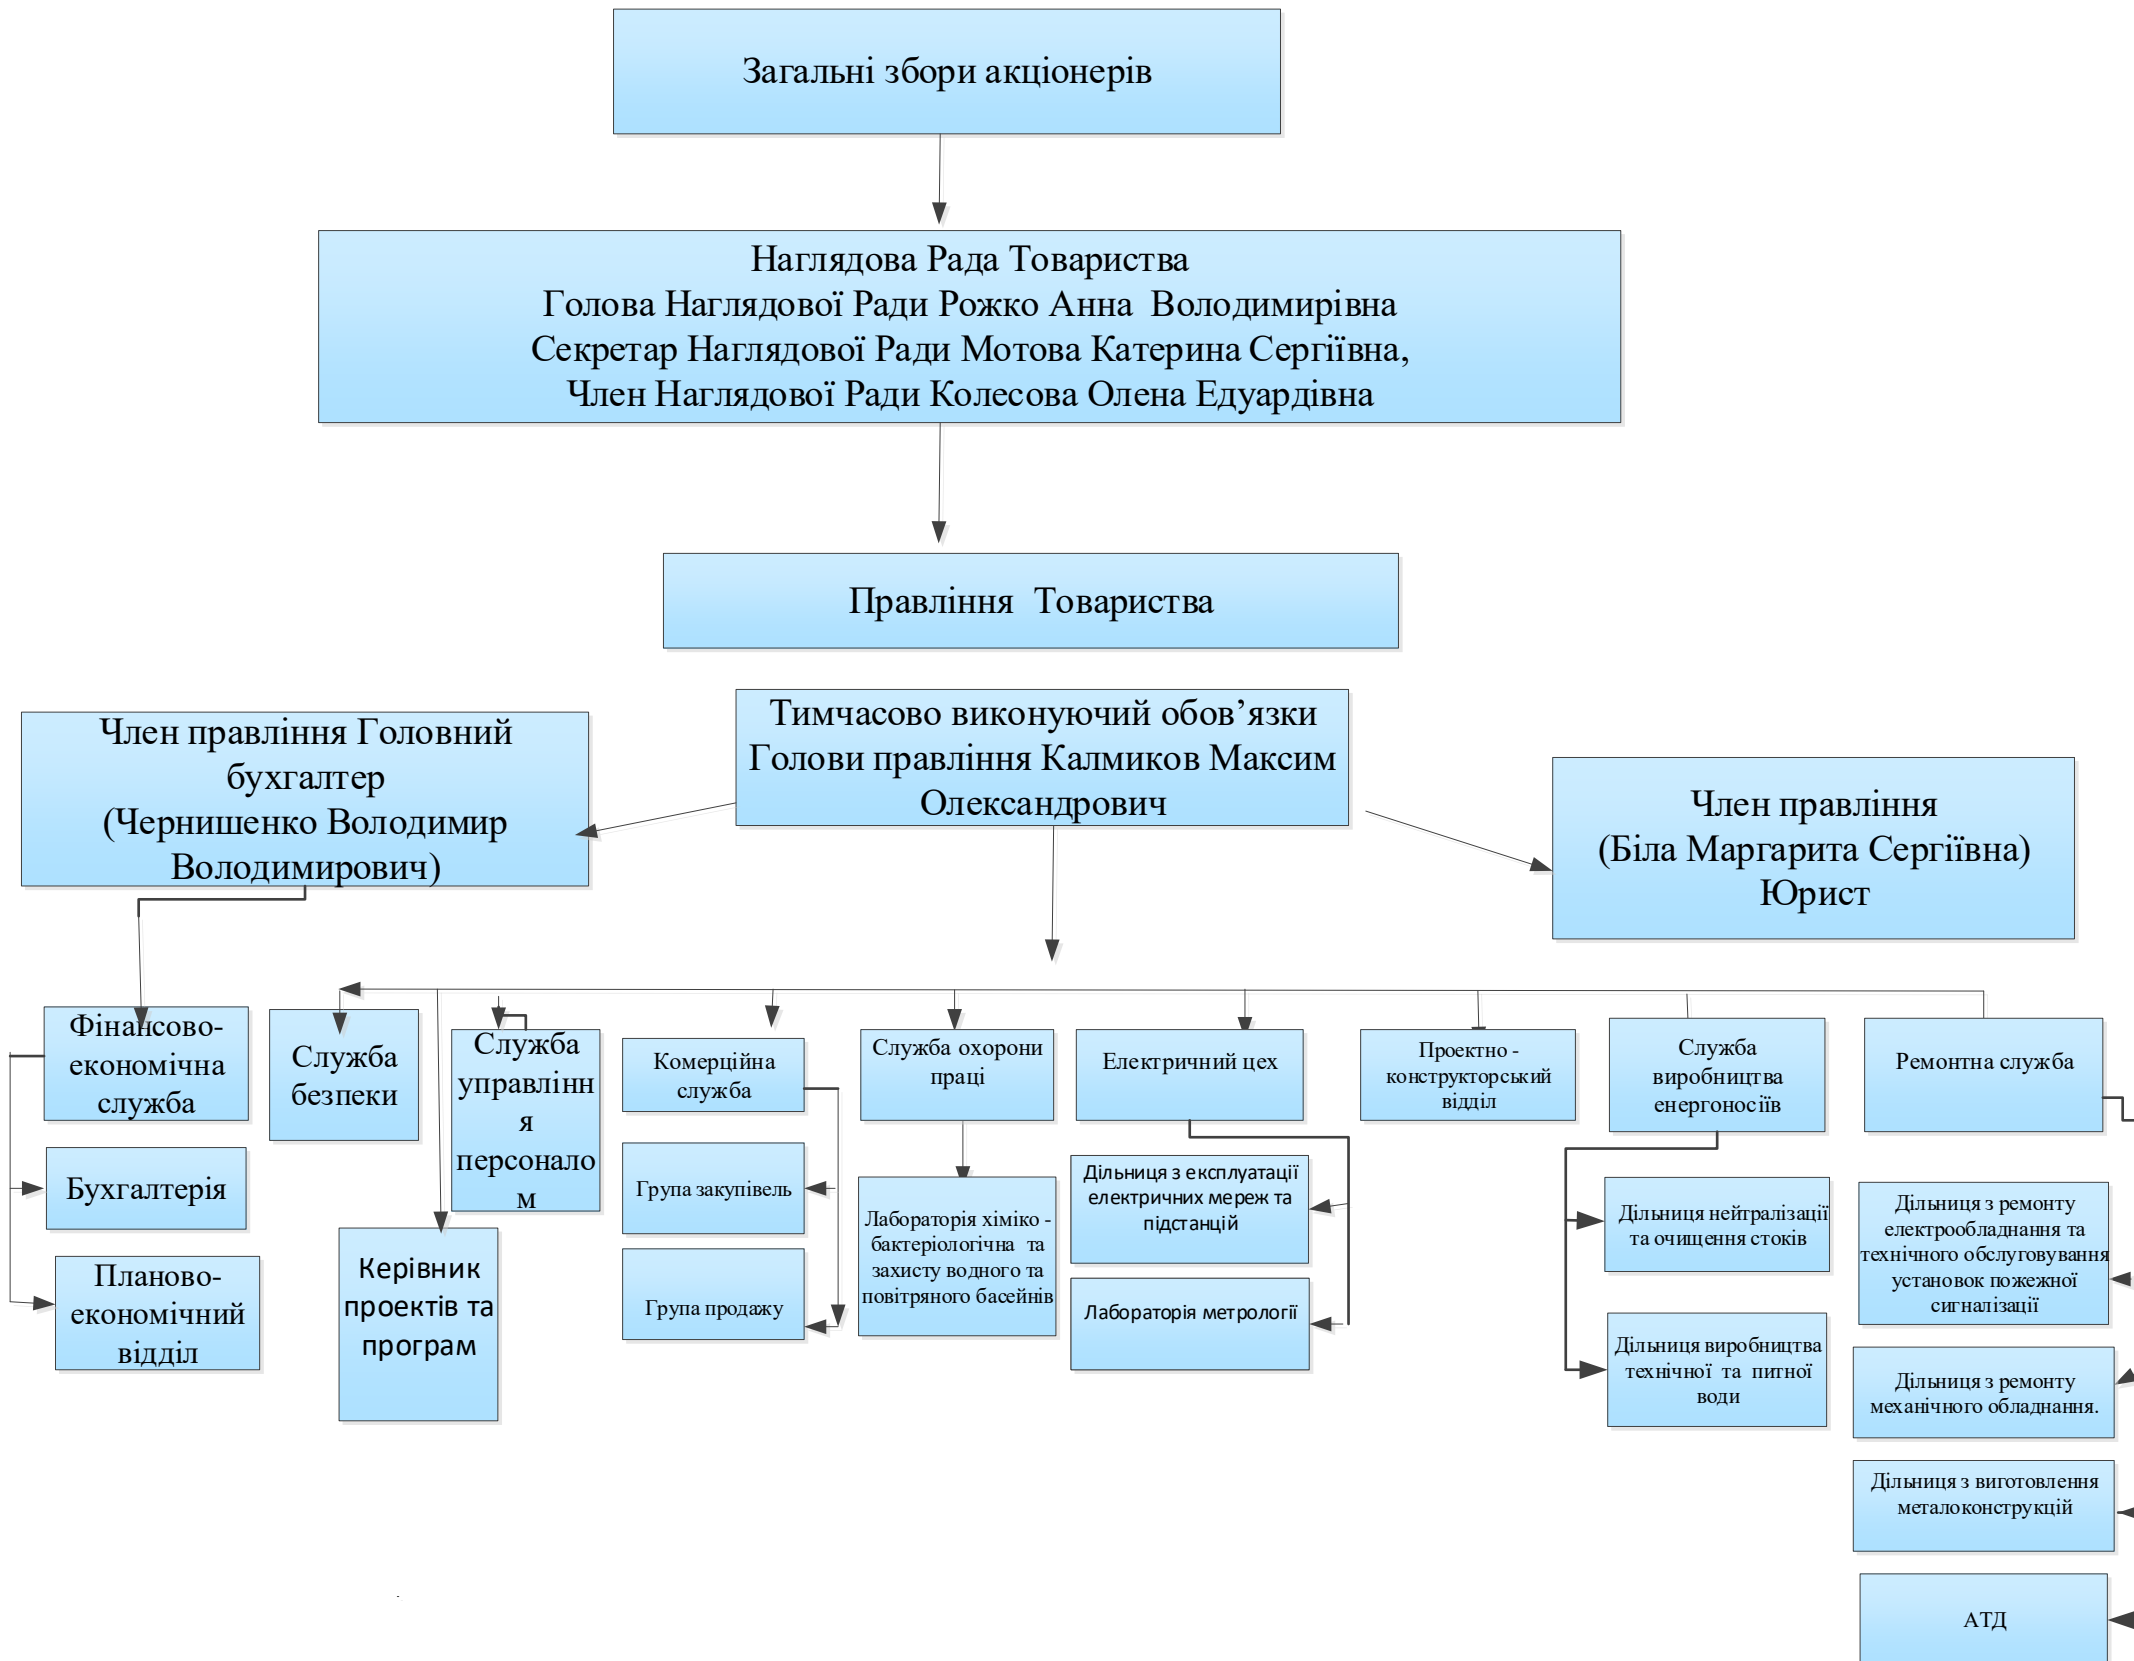 Загальні збори акціонерів
Наглядова Рада Товариства
Голова Наглядової Ради Рожко Анна Володимирівна
Секретар Наглядової Ради Мотова Катерина Сергіївна,
Член Наглядової Ради Колесова Олена Едуардівна
Правління Товариства
Тимчасово виконуючий обов’язки
Голови правління Калмиков Максим
Олександрович
Член правління Головний
бухгалтер
(Чернишенко Володимир
Володимирович)
Член правління
(Біла Маргарита Сергіївна)
Юрист
Фінансово-
економічна
служба
Бухгалтерія
Планово-
економічний
відділ
Служба
безпеки
Керівник
проектів та
програм
Служба
управлінн
я
персонало
м
Комерційна
служба
Група закупівель
Група продажу
Служба охорони
праці
Лабораторія хіміко -
бактеріологічна та
захисту водного та
повітряного басейнів
Електричний цех
Дільниця з експлуатації
електричних мереж та
підстанцій
Лабораторія метрології
Проектно -
конструкторський
відділ
Служба
виробництва
енергоносіїв
Дільниця нейтралізації
та очищення стоків
Дільниця виробництва
технічної та питної
води
Ремонтна служба
Дільниця з ремонту
електрообладнання та
технічного обслуговування
установок пожежної
сигналізації
Дільниця з ремонту
механічного обладнання.
Дільниця з виготовлення
металоконструкцій
АТД